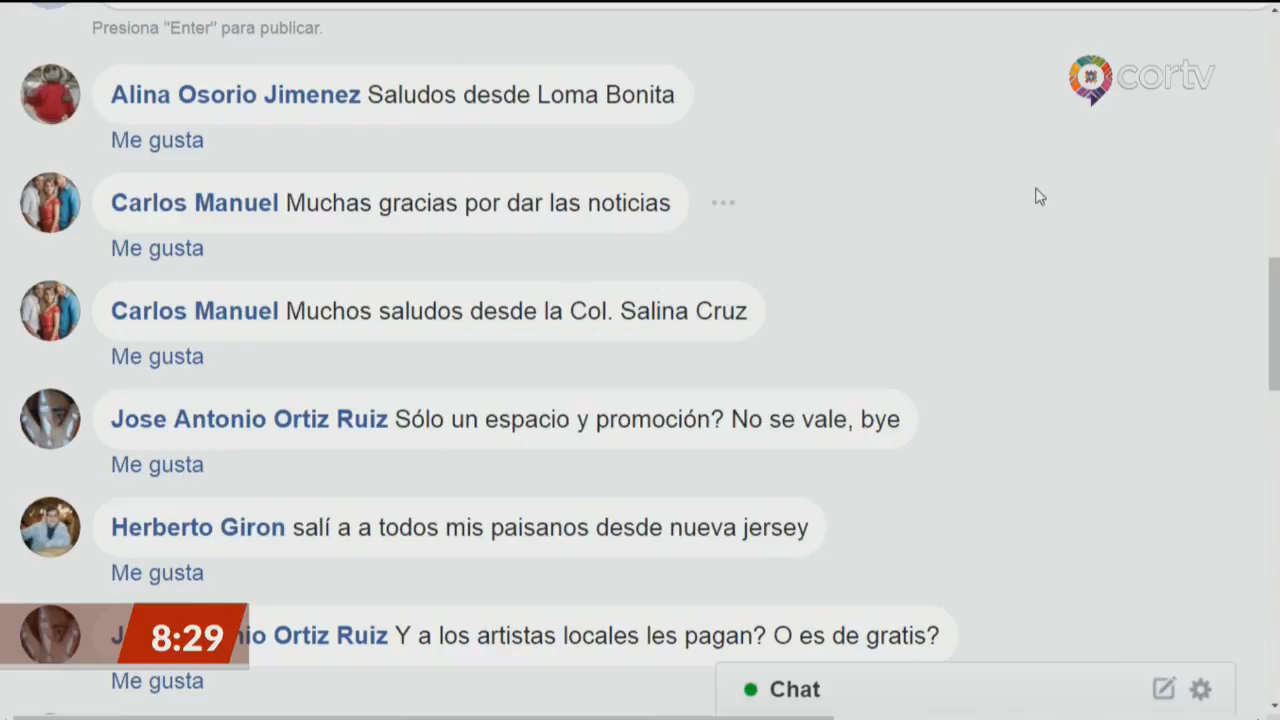 Presiona "Enter" para publicar.
cortv
Alina Osorio Jimenez Saludos desde Loma Bonita
Me gusta
Carlos Manuel Muchas gracias por dar las noticias
Me gusta
Carlos Manuel Muchos saludos desde la Col. Salina Cruz
Me gusta
Jose Antonio Ortiz Ruiz Sólo un espacio y promoción? No se vale, bye
Me gusta
Herberto Giron salí a a todos mis paisanos desde nueva jersey
Me gusta
8:29
Ortiz Ruiz Y a los artistas locales les pagan? O es de gratis?
Me gusta
Chat